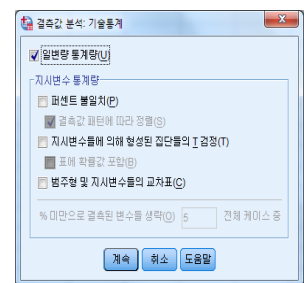 결측값 분석: 기술통계
일변량 통계량(U)
지시변수 통계량
퍼센트 불일치(P)
결측값 패턴에 따라 정렬(S)
지시변수들에 의해 형성된 집단들의 T 검정(T)
표에 확률값 포함(B)
범주형 및 지시변수들의 교차표(C)
% 미만으로 결측된 변수들 생략(O) 5 전체 케이스 중
계속 취소 도움말